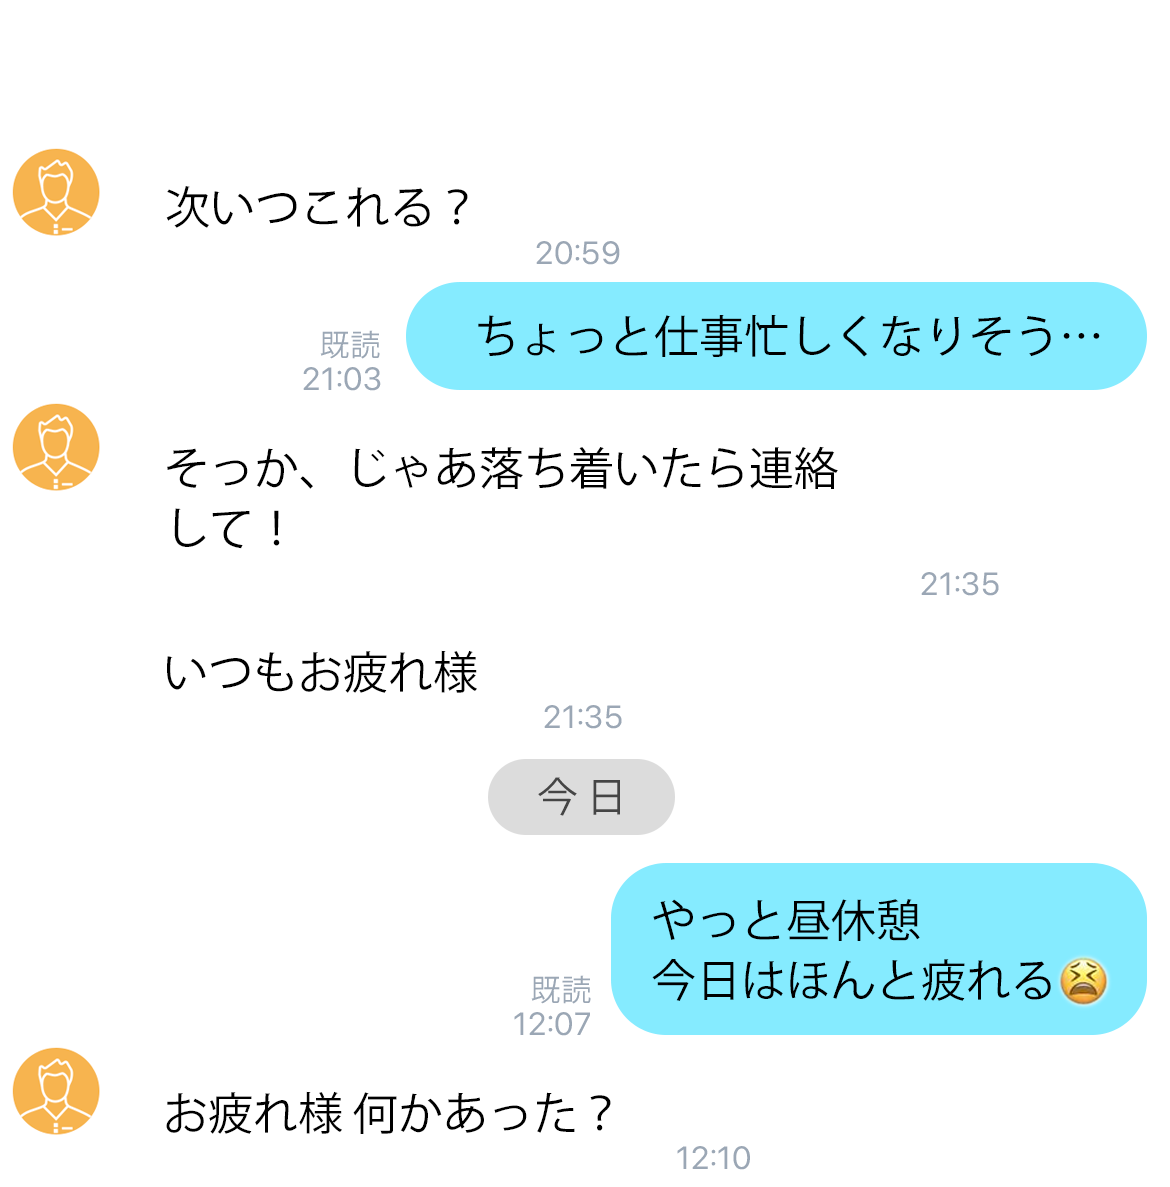 次いつこれる？
20:59
ちょっと仕事忙しくなりそう…
既読
21:03
そっか、じゃあ落ち着いたら連絡
して！
21:35
いつもお疲れ様
21:35
今日
やっと昼休憩
今日はほんと疲れる😫
既読
12:07
お疲れ様 何かあった？
12:10